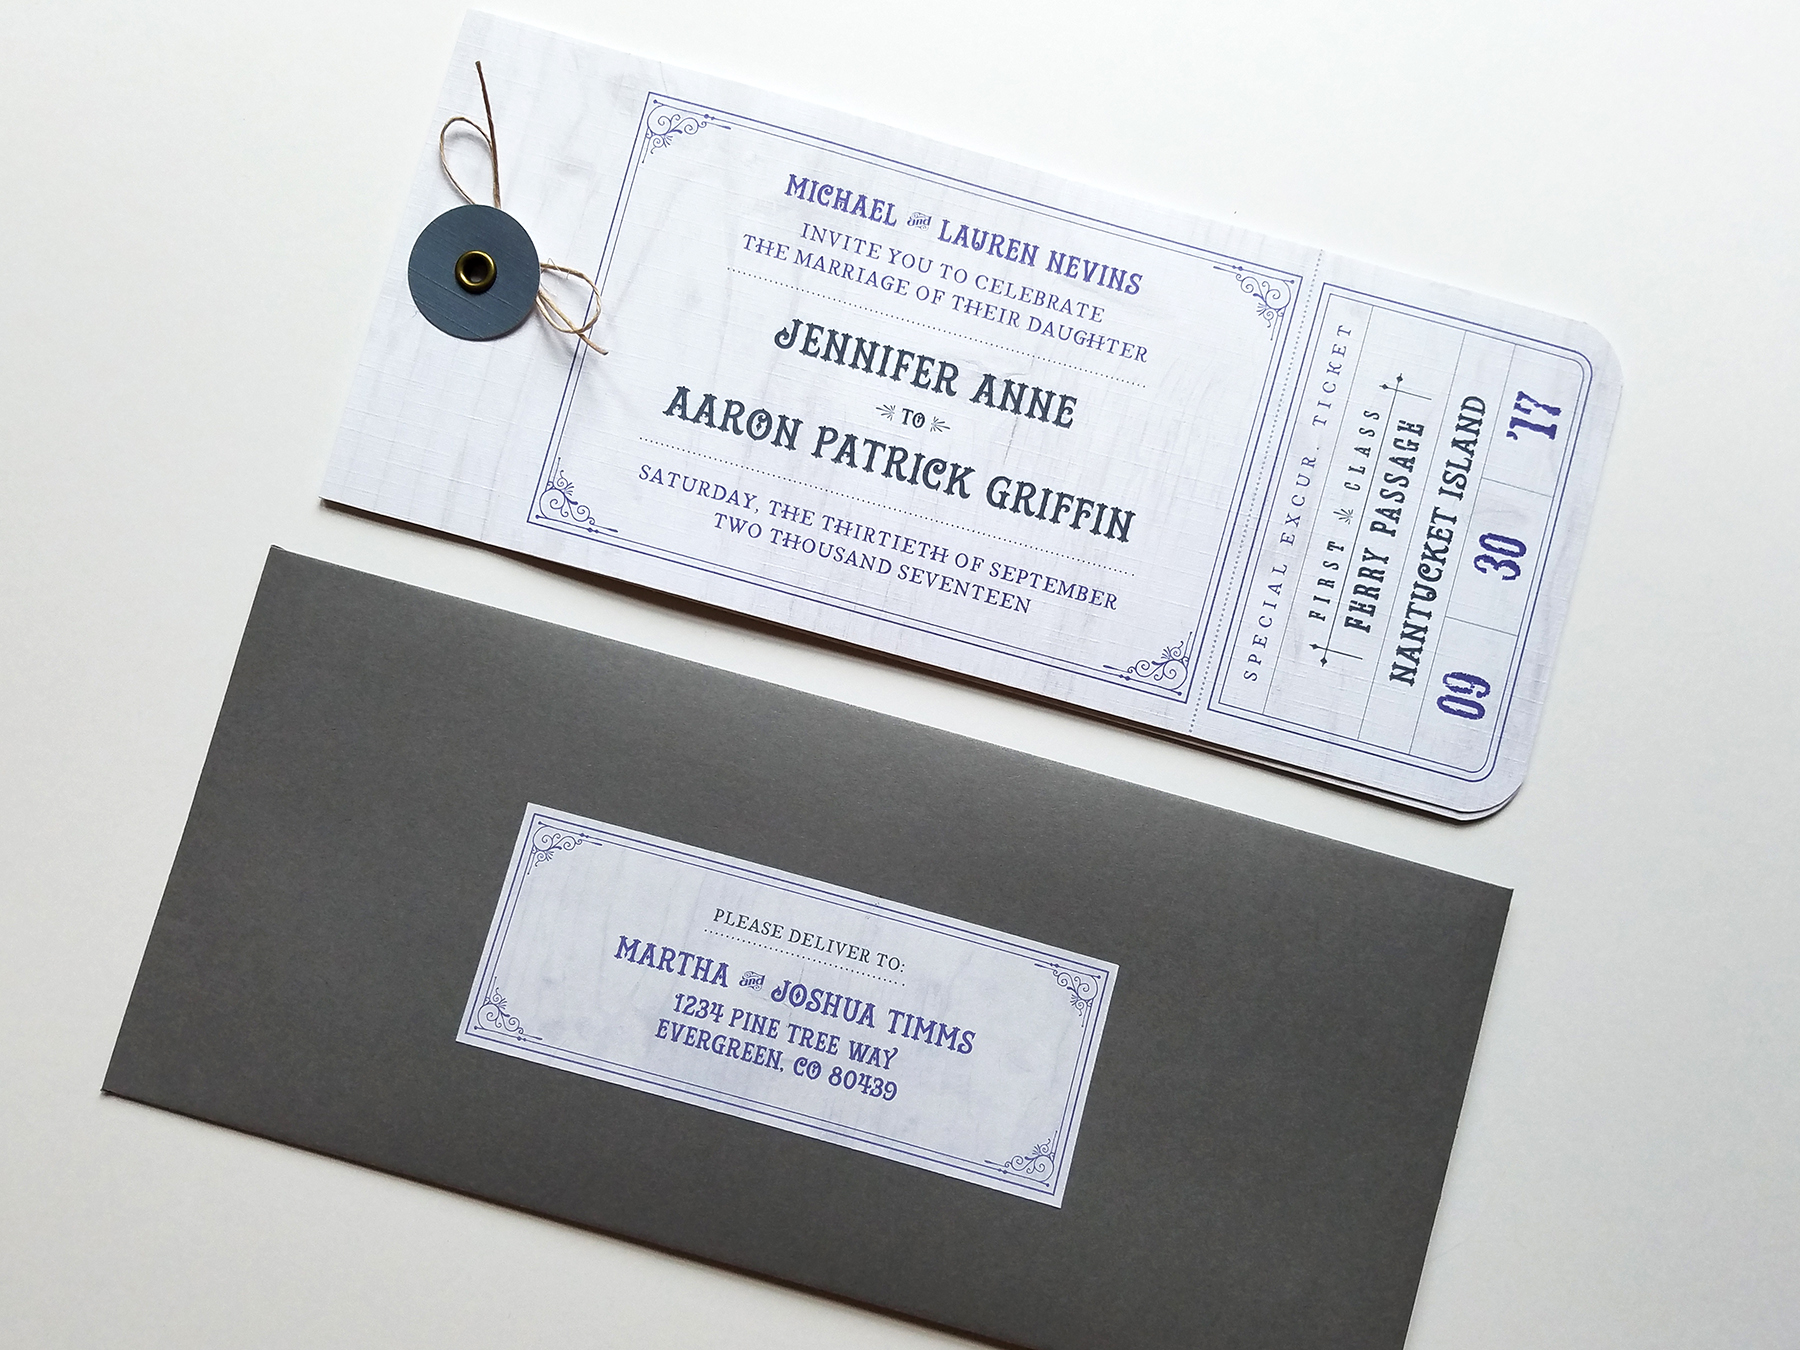 MICHAEL and LAUREN NEVINS
INVITE YOU TO CELEBRATE
THE MARRIAGE OF THEIR DAUGHTER
JENNIFER ANNE
TO
AARON PATRICK GRIFFIN
SATURDAY, THE THIRTIETH OF SEPTEMBER
TWO THOUSAND SEVENTEEN
SPECIAL EXCUR. TICKET
FIRST CLASS
FERRY PASSAGE
NANTUCKET ISLAND
09 30 '17
PLEASE DELIVER TO:
MARTHA and JOSHUA TIMMS
1234 PINE TREE WAY
EVERGREEN, CO 80439